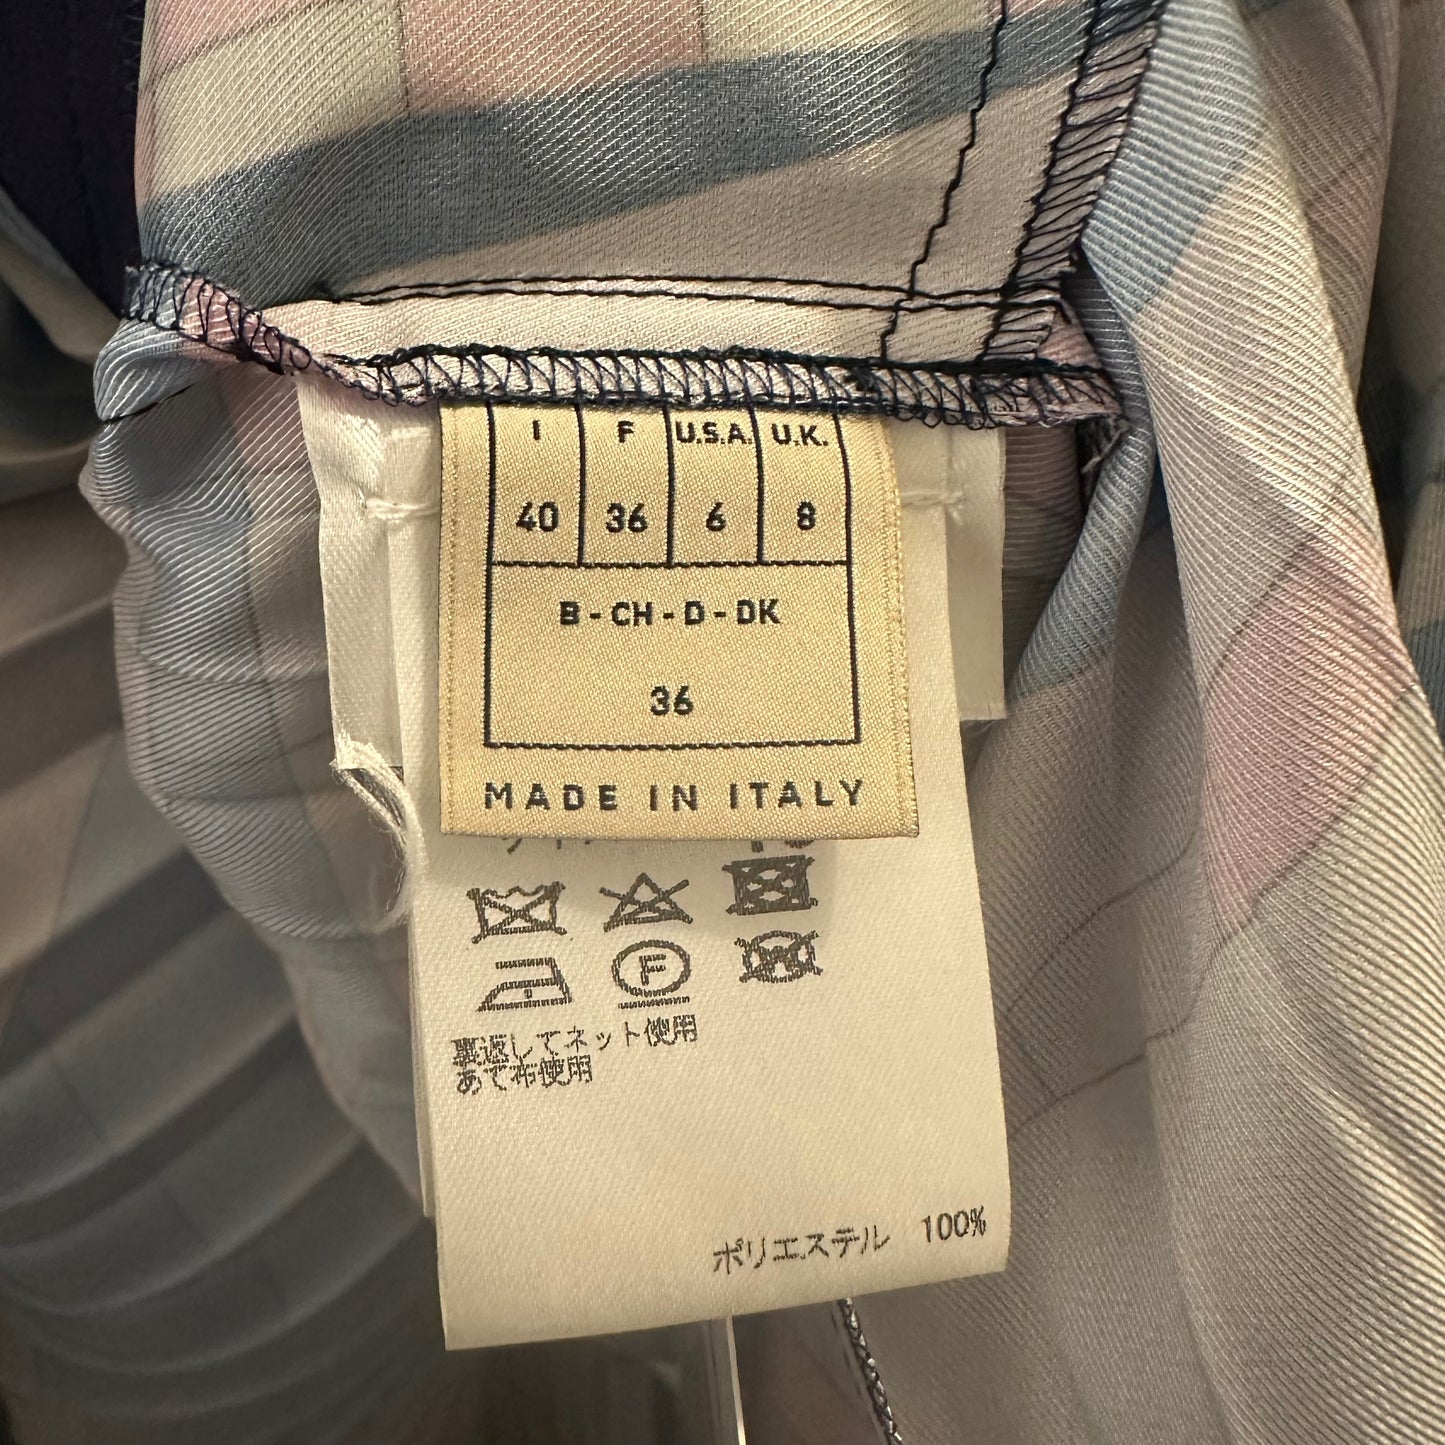 I F U.S.A. U.K.
40 36 6 8
B - CH - D - DK
36
MADE IN ITALY
F
裏返してネット使用
あて布使用
ポリエステル 100%